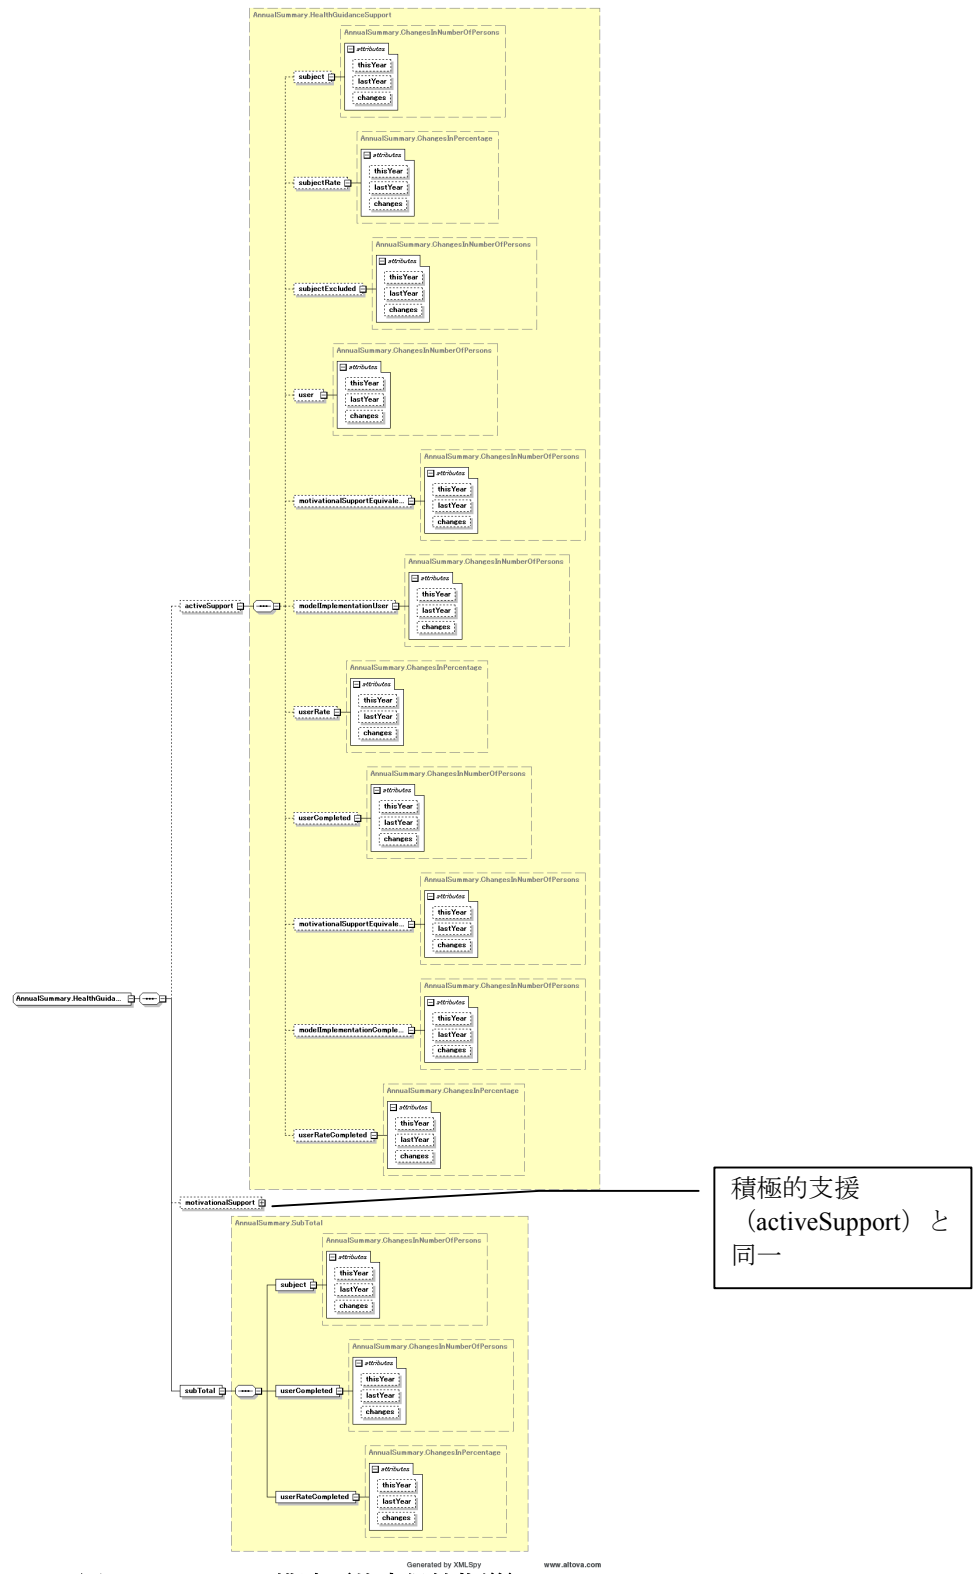 AnnualSummary.HealthGuidanceSupport
AnnualSummary.ChangesInNumberOfPersons
attributes
thisYear
subject
lastYear
changes
AnnualSummary.ChangesInPercentage
attributes
thisYear
subjectRate
lastYear
changes
AnnualSummary.ChangesInNumberOfPersons
attributes
thisYear
subjectExcluded
lastYear
changes
AnnualSummary.ChangesInNumberOfPersons
attributes
thisYear
user
lastYear
changes
AnnualSummary.ChangesInNumberOfPersons
attributes
thisYear
motivationalSupportEquivale...
lastYear
changes
AnnualSummary.ChangesInNumberOfPersons
attributes
thisYear
activeSupport
modelImplementationUser
lastYear
changes
AnnualSummary.ChangesInPercentage
attributes
thisYear
userRate
lastYear
changes
AnnualSummary.ChangesInNumberOfPersons
attributes
thisYear
userCompleted
lastYear
changes
AnnualSummary.ChangesInNumberOfPersons
attributes
thisYear
motivationalSupportEquivale...
lastYear
changes
AnnualSummary.HealthGuida...
AnnualSummary.ChangesInNumberOfPersons
attributes
thisYear
modelImplementationComple...
lastYear
changes
AnnualSummary.ChangesInPercentage
attributes
thisYear
userRateCompleted
lastYear
changes
motivationalSupport
積極的支援
（activeSupport）と
同一
AnnualSummary.SubTotal
AnnualSummary.ChangesInNumberOfPersons
attributes
thisYear
subject
lastYear
changes
AnnualSummary.ChangesInNumberOfPersons
attributes
thisYear
subTotal
userCompleted
lastYear
changes
AnnualSummary.ChangesInPercentage
attributes
thisYear
userRateCompleted
lastYear
changes
Generated by XMLSpy
www.altova.com